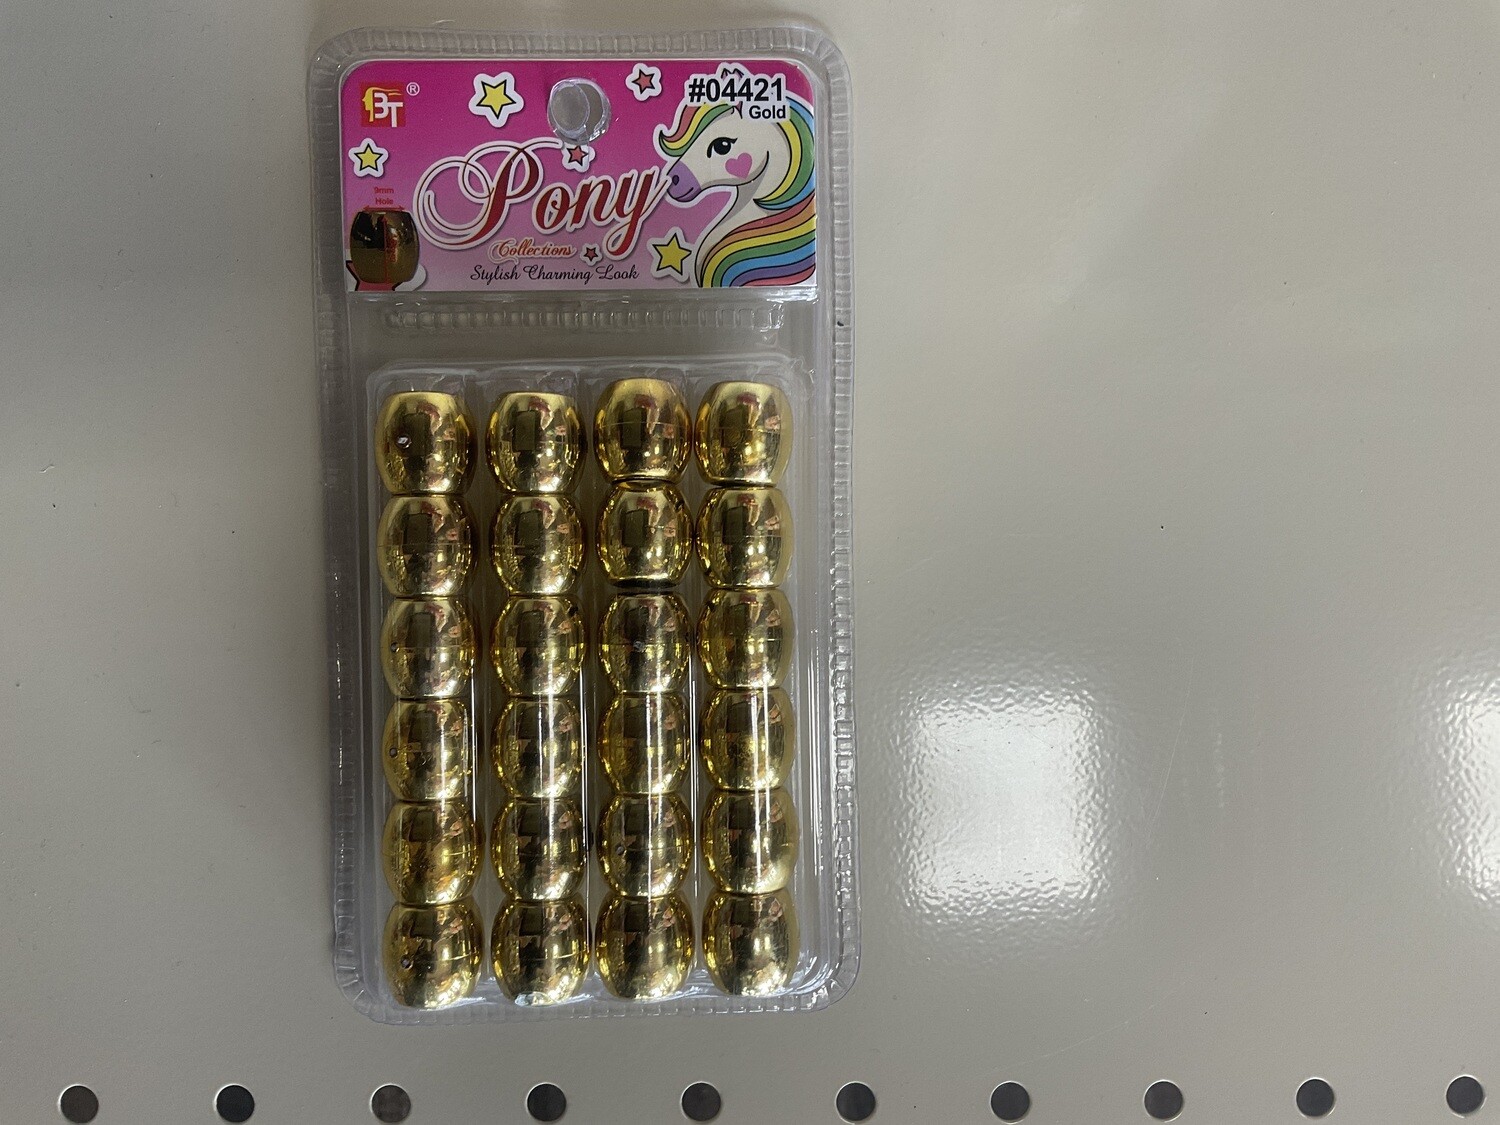 BT®
#04421
Gold
9mm
Hole
Pony
Collections
Stylish Charming Look